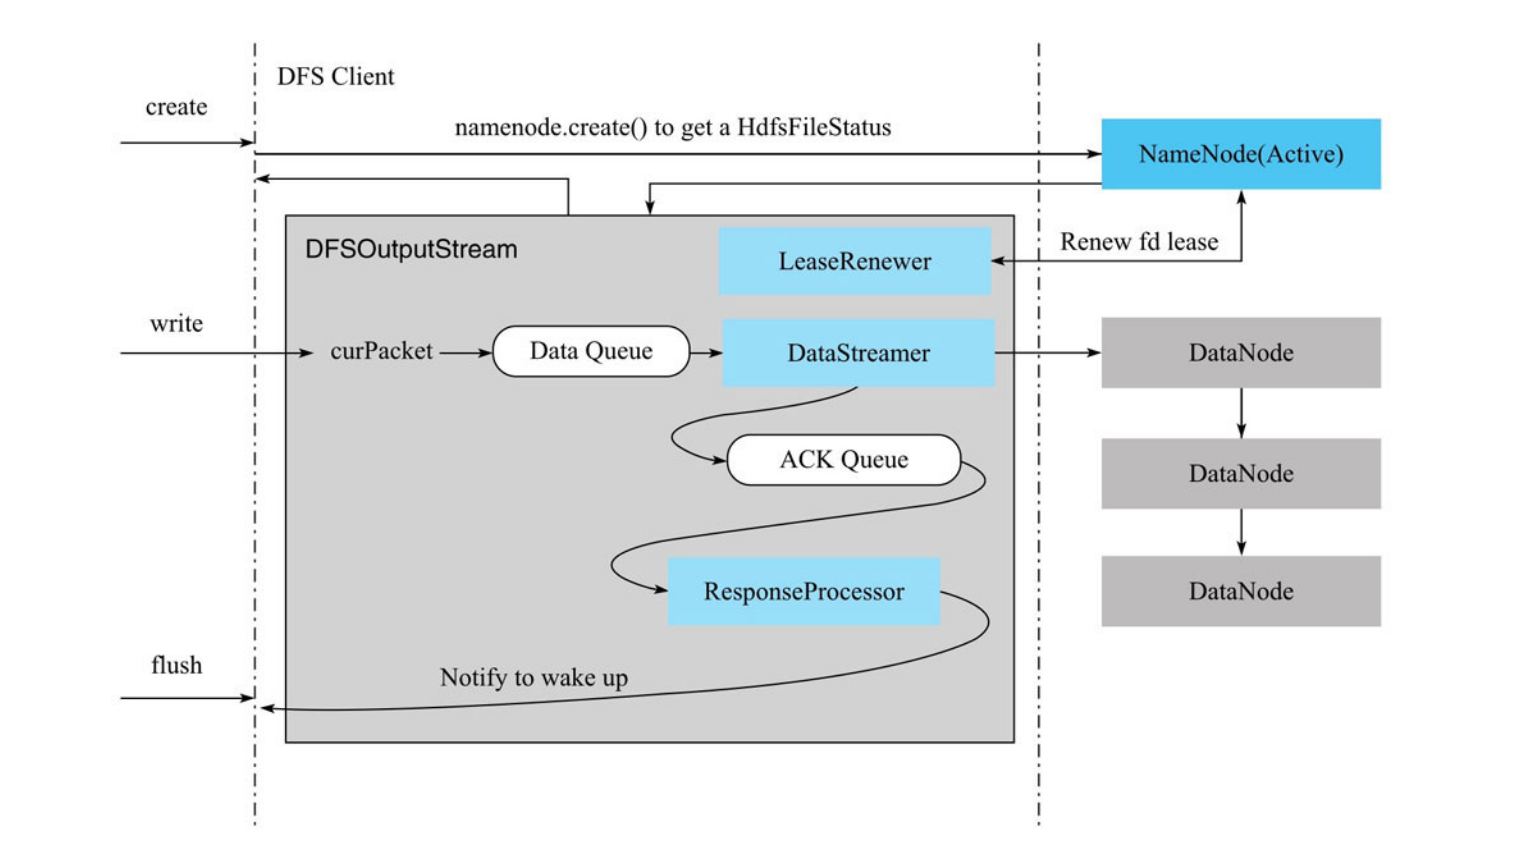 DFS Client
create
namenode.create() to get a HdfsFileStatus
NameNode(Active)
DFSOutputStream
LeaseRenewer
Renew fd lease
write
curPacket
Data Queue
DataStreamer
DataNode
ACK Queue
DataNode
ResponseProcessor
DataNode
flush
Notify to wake up